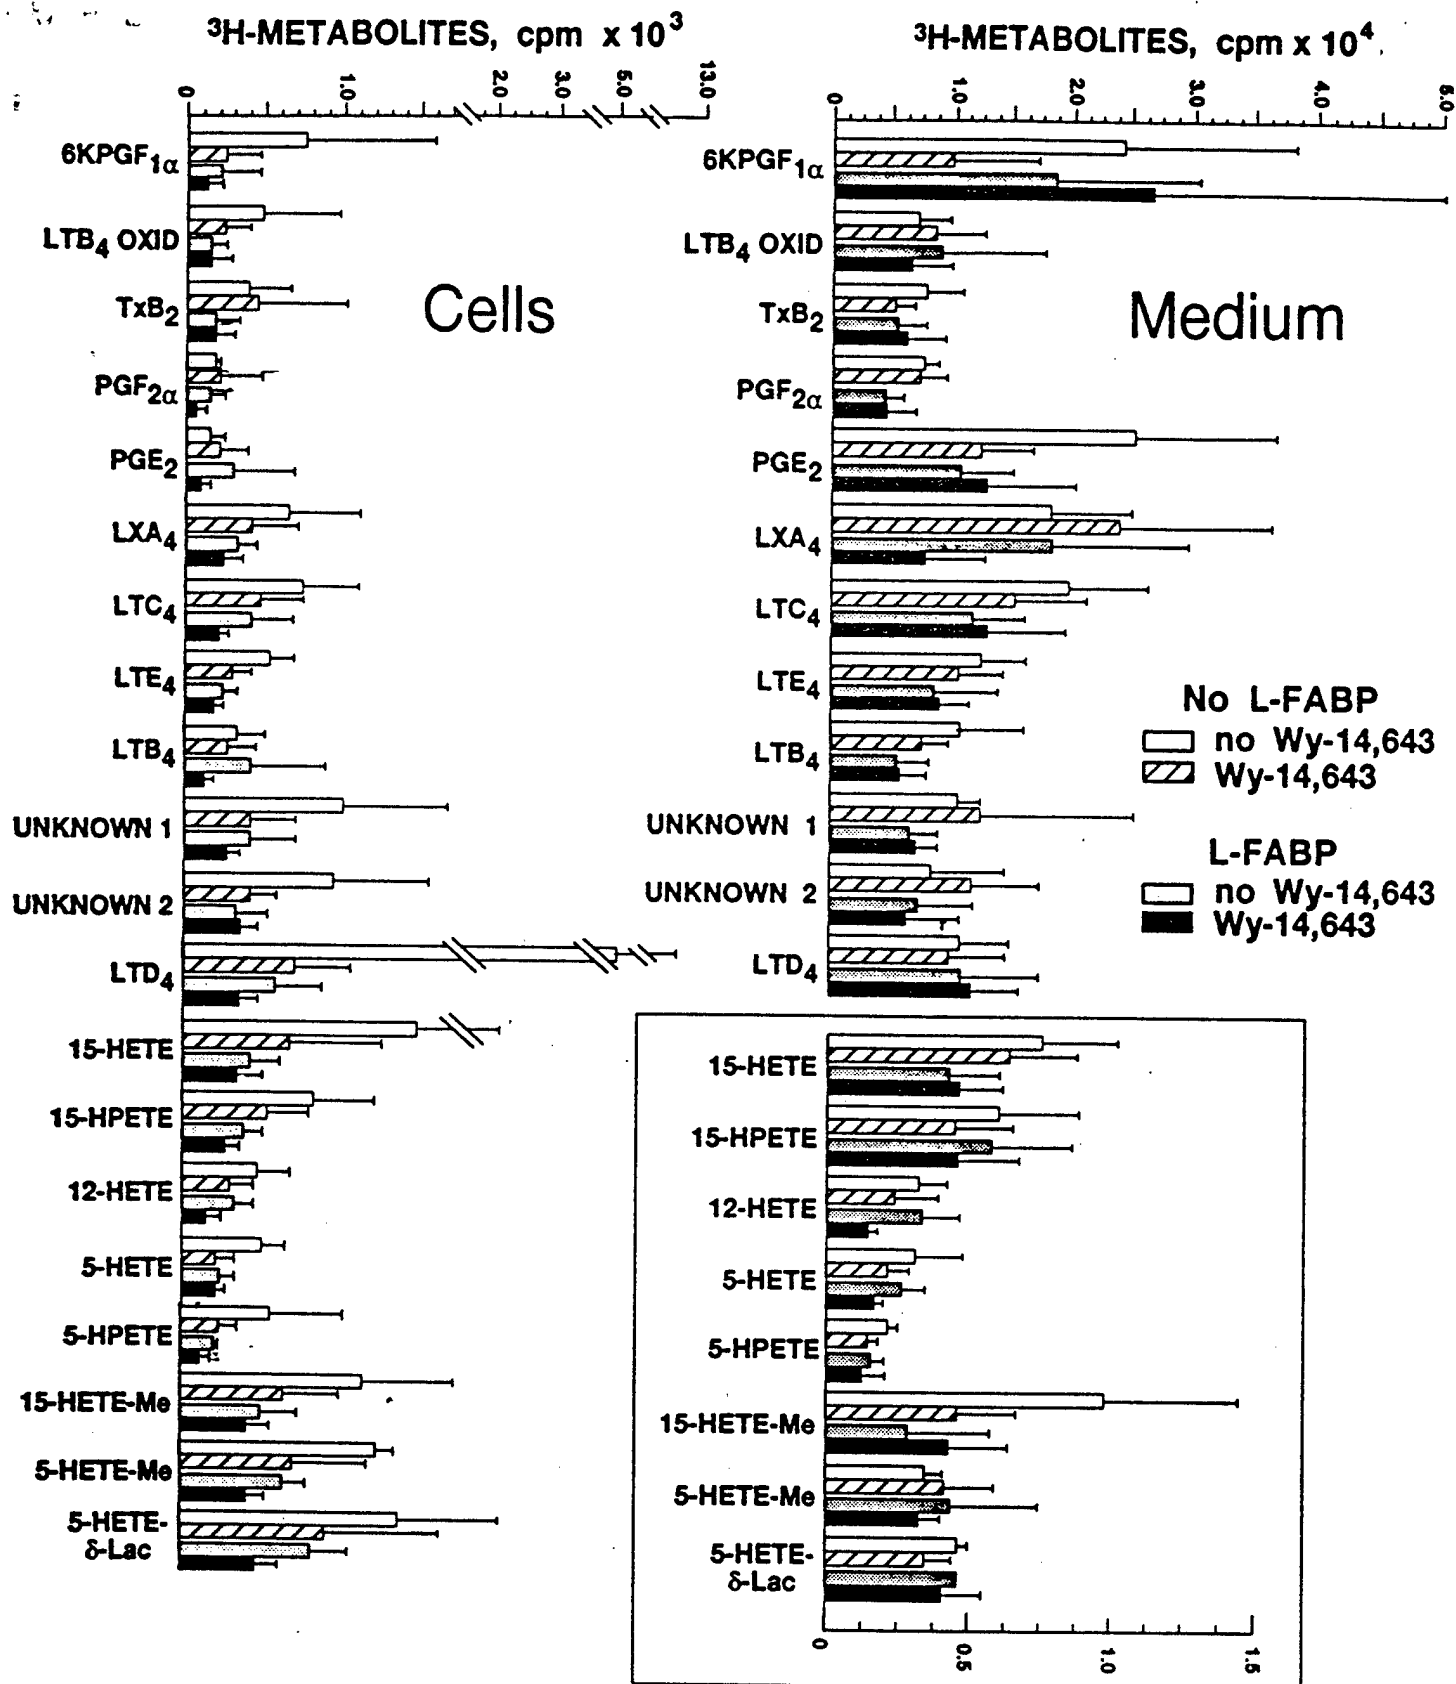 ³H-METABOLITES, cpm x 10³
0 1.0 2.0 3.0 5.0 13.0
6KPGF1α
LTB4 OXID
TxB2
PGF2α
PGE2
LXA4
LTC4
LTE4
LTB4
UNKNOWN 1
UNKNOWN 2
LTD4
15-HETE
15-HPETE
12-HETE
5-HETE
5-HPETE
15-HETE-Me
5-HETE-Me
5-HETE-
δ-Lac
Cells
³H-METABOLITES, cpm x 10⁴
0 1.0 2.0 3.0 4.0 5.0
6KPGF1α
LTB4 OXID
TxB2
PGF2α
PGE2
LXA4
LTC4
LTE4
LTB4
UNKNOWN 1
UNKNOWN 2
LTD4
Medium
No L-FABP
no Wy-14,643
Wy-14,643
L-FABP
no Wy-14,643
Wy-14,643
15-HETE
15-HPETE
12-HETE
5-HETE
5-HPETE
15-HETE-Me
5-HETE-Me
5-HETE-
δ-Lac
0 0.5 1.0 1.5